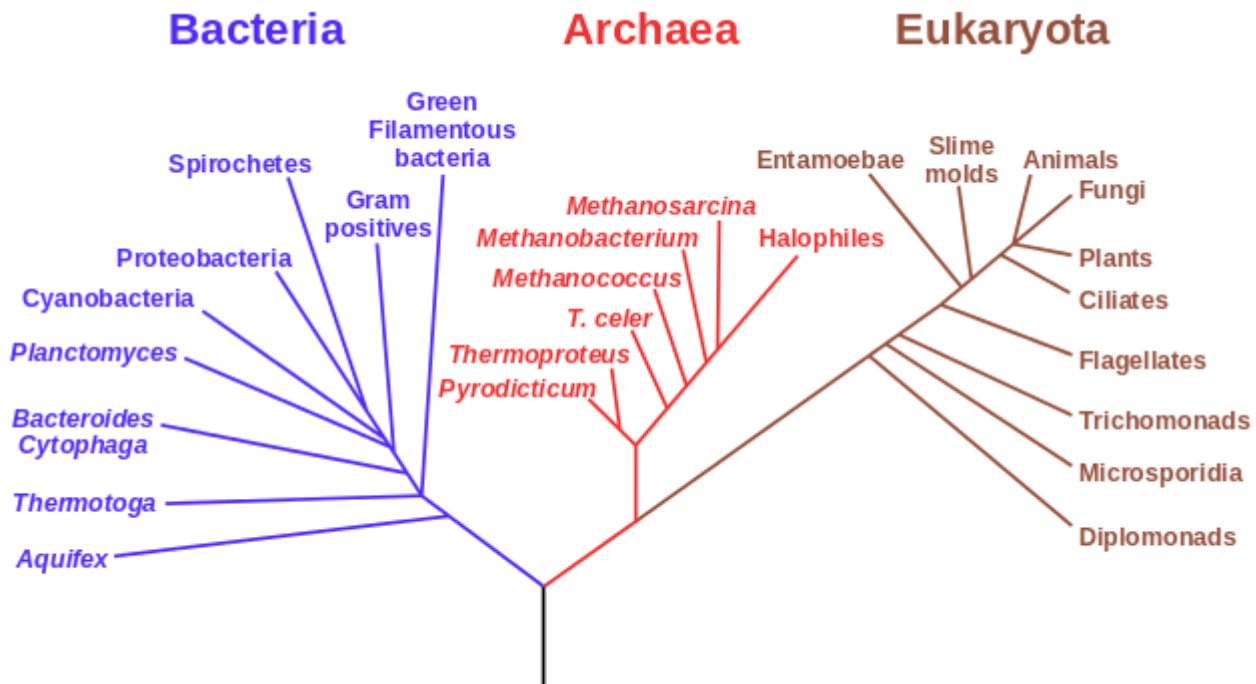 Bacteria
Archaea
Eukaryota
Green
Filamentous
bacteria
Spirochetes
Gram
positives
Proteobacteria
Cyanobacteria
Planctomyces
Bacteroides
Cytophaga
Thermotoga
Aquifex
Methanosarcina
Methanobacterium
Halophiles
Methanococcus
T. celer
Thermoproteus
Pyrodicticum
Entamoebae
Slime
molds
Animals
Fungi
Plants
Ciliates
Flagellates
Trichomonads
Microsporidia
Diplomonads